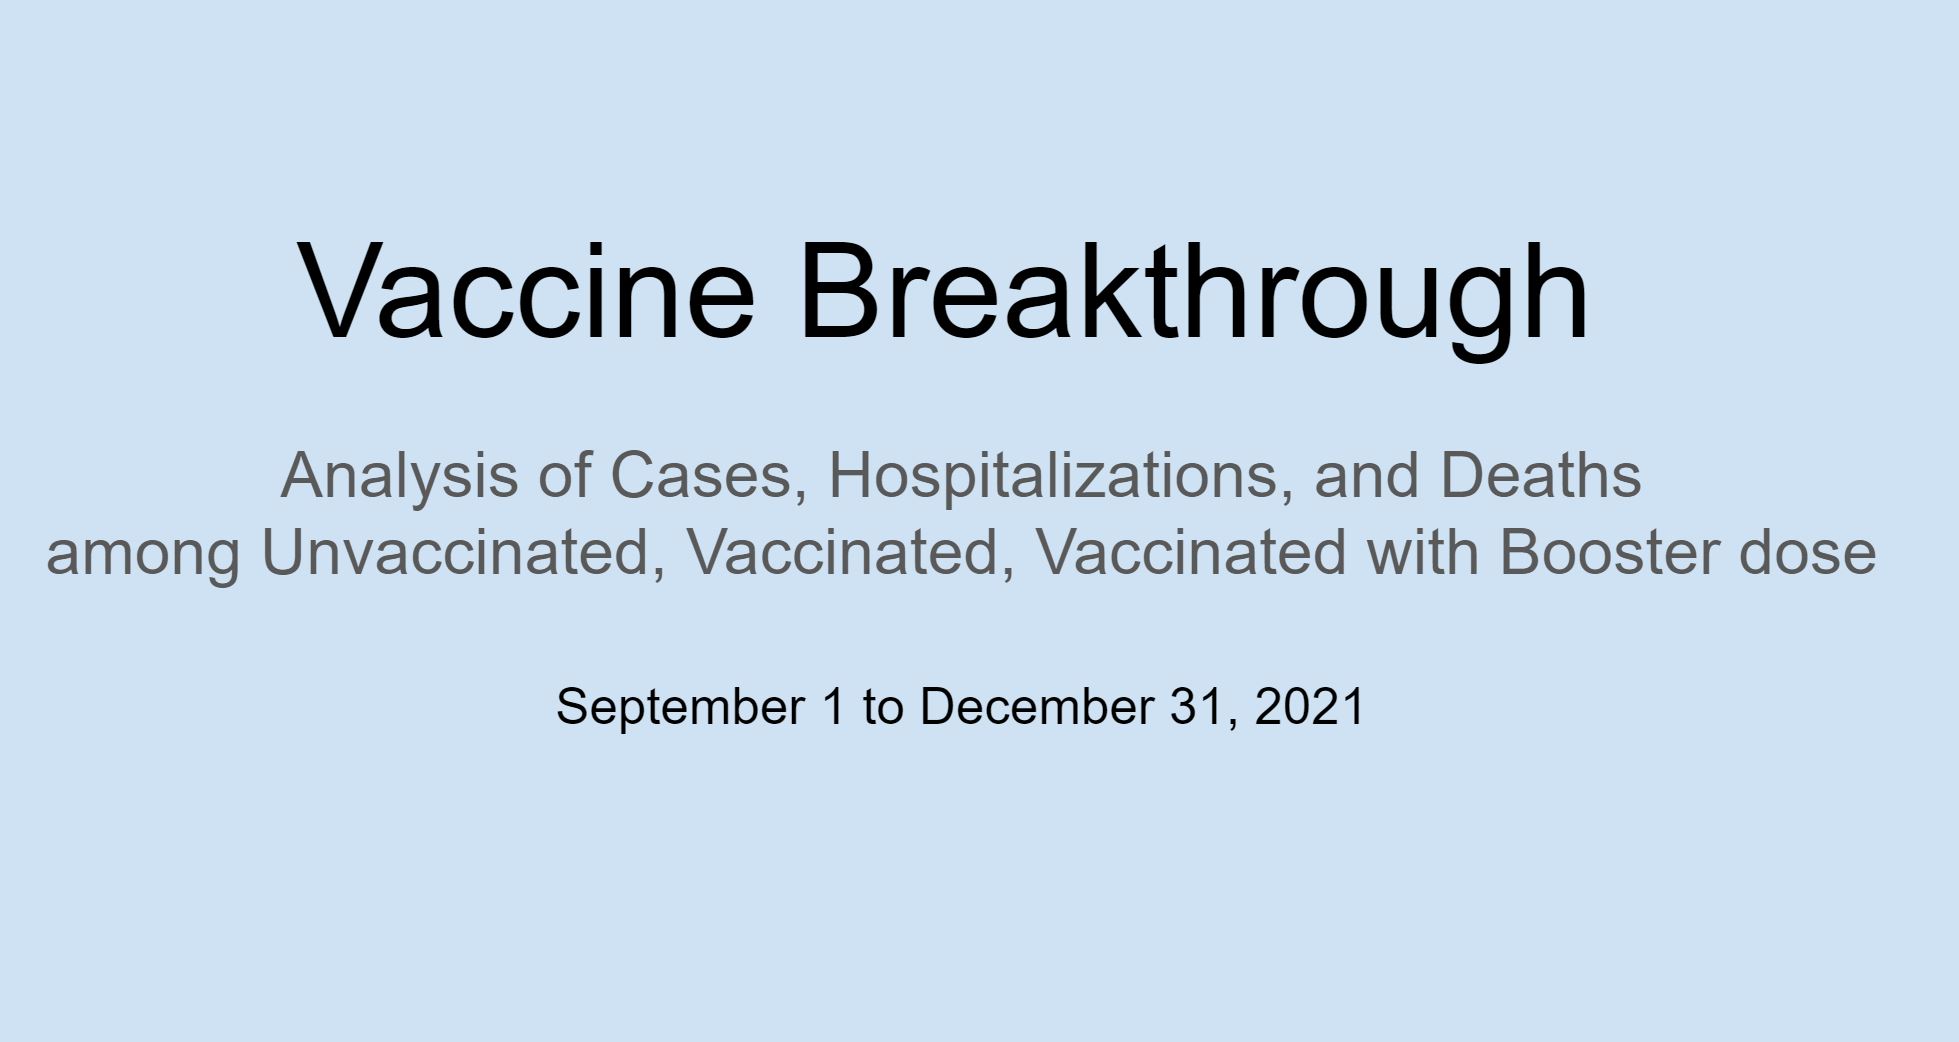 Vaccine Breakthrough
Analysis of Cases, Hospitalizations, and Deaths
among Unvaccinated, Vaccinated, Vaccinated with Booster dose
September 1 to December 31, 2021